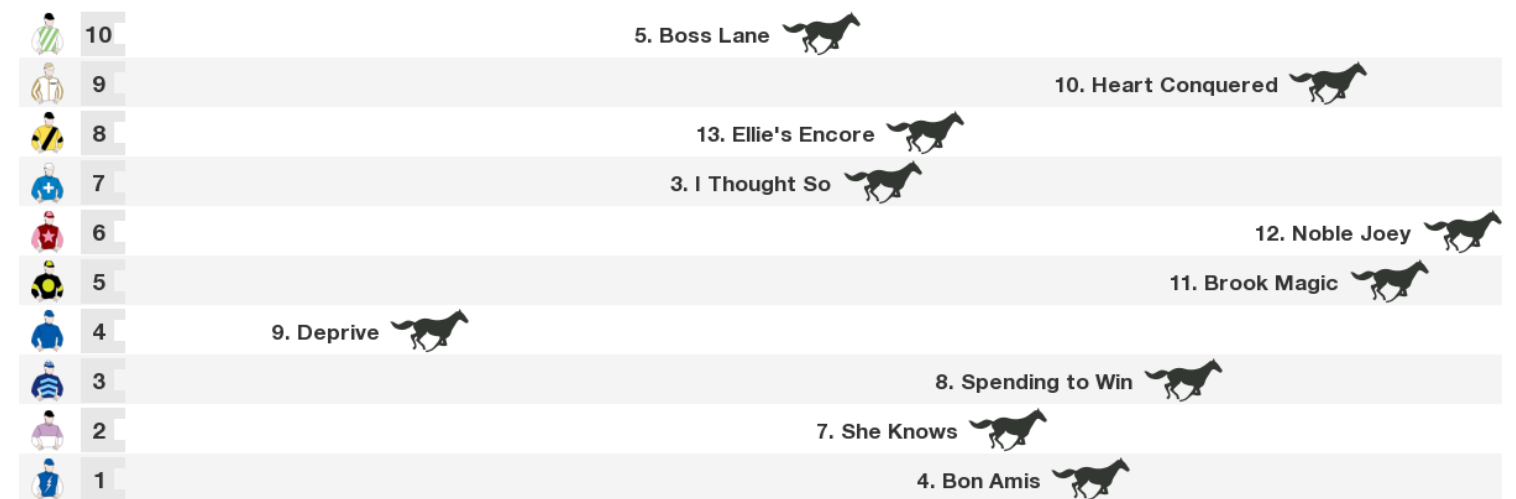 10 5. Boss Lane
9 10. Heart Conquered
8 13. Ellie's Encore
7 3. I Thought So
6 12. Noble Joey
5 11. Brook Magic
4 9. Deprive
3 8. Spending to Win
2 7. She Knows
1 4. Bon Amis